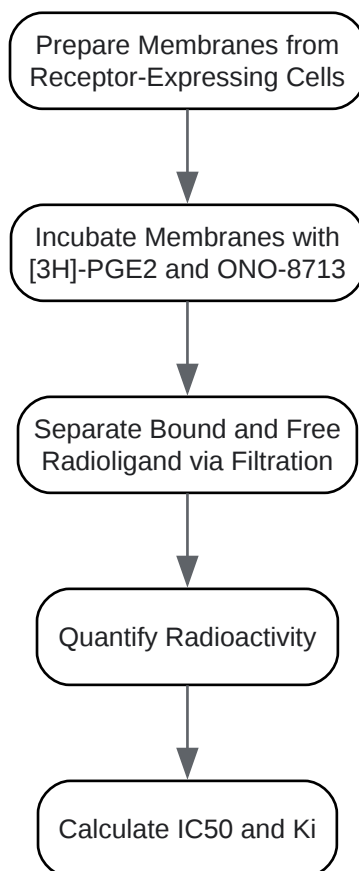 Prepare Membranes from
Receptor-Expressing Cells
Incubate Membranes with
[3H]-PGE2 and ONO-8713
Separate Bound and Free
Radioligand via Filtration
Quantify Radioactivity
Calculate IC50 and Ki